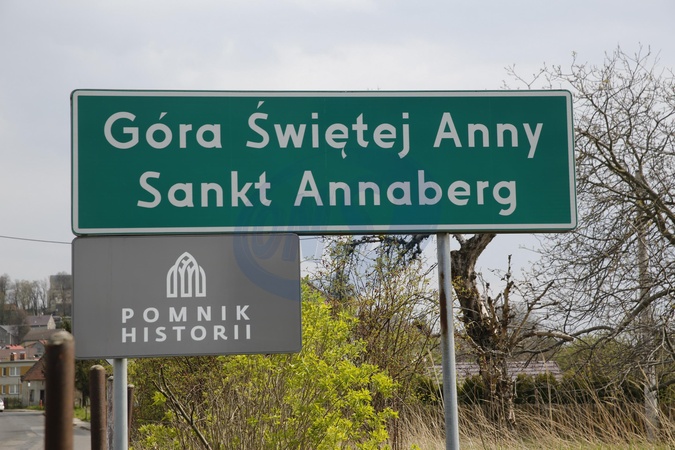 Góra Świętej Anny
Sankt Annaberg
POMNIK
HISTORII